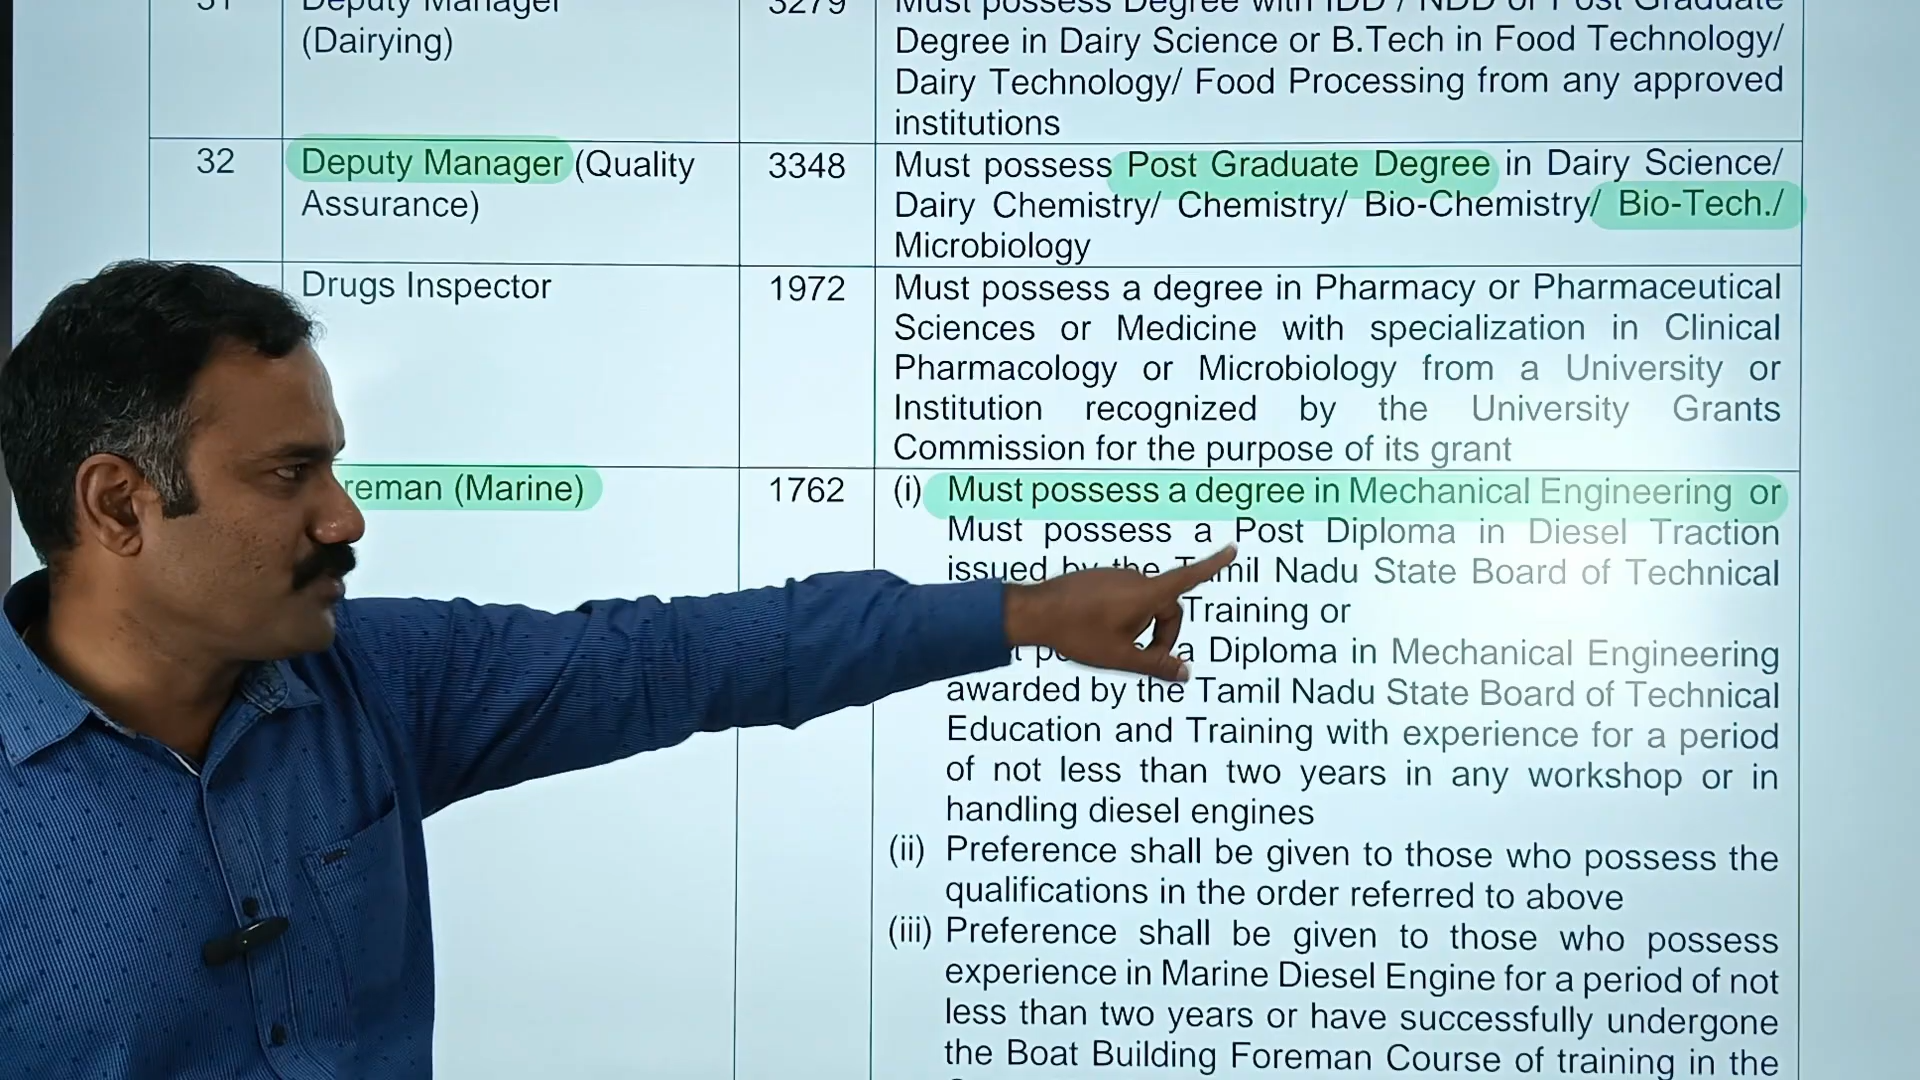 31 Deputy Manager 3279 Must possess Degree with IDD / NDD or Post Graduate
(Dairying) Degree in Dairy Science or B.Tech in Food Technology/
Dairy Technology/ Food Processing from any approved
institutions
32 Deputy Manager (Quality 3348 Must possess Post Graduate Degree in Dairy Science/
Assurance) Dairy Chemistry/ Chemistry/ Bio-Chemistry/ Bio-Tech./
Microbiology
Drugs Inspector 1972 Must possess a degree in Pharmacy or Pharmaceutical
Sciences or Medicine with specialization in Clinical
Pharmacology or Microbiology from a University or
Institution recognized by the University Grants
Commission for the purpose of its grant
reman (Marine) 1762 (i) Must possess a degree in Mechanical Engineering or
Must possess a Post Diploma in Diesel Traction
issued by the Tamil Nadu State Board of Technical
Training or
a Diploma in Mechanical Engineering
awarded by the Tamil Nadu State Board of Technical
Education and Training with experience for a period
of not less than two years in any workshop or in
handling diesel engines
(ii) Preference shall be given to those who possess the
qualifications in the order referred to above
(iii) Preference shall be given to those who possess
experience in Marine Diesel Engine for a period of not
less than two years or have successfully undergone
the Boat Building Foreman Course of training in the